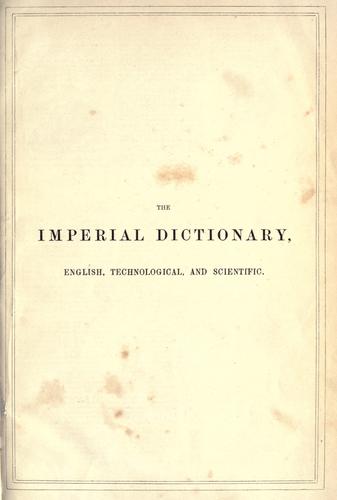 THE
IMPERIAL DICTIONARY,
ENGLISH, TECHNOLOGICAL, AND SCIENTIFIC.